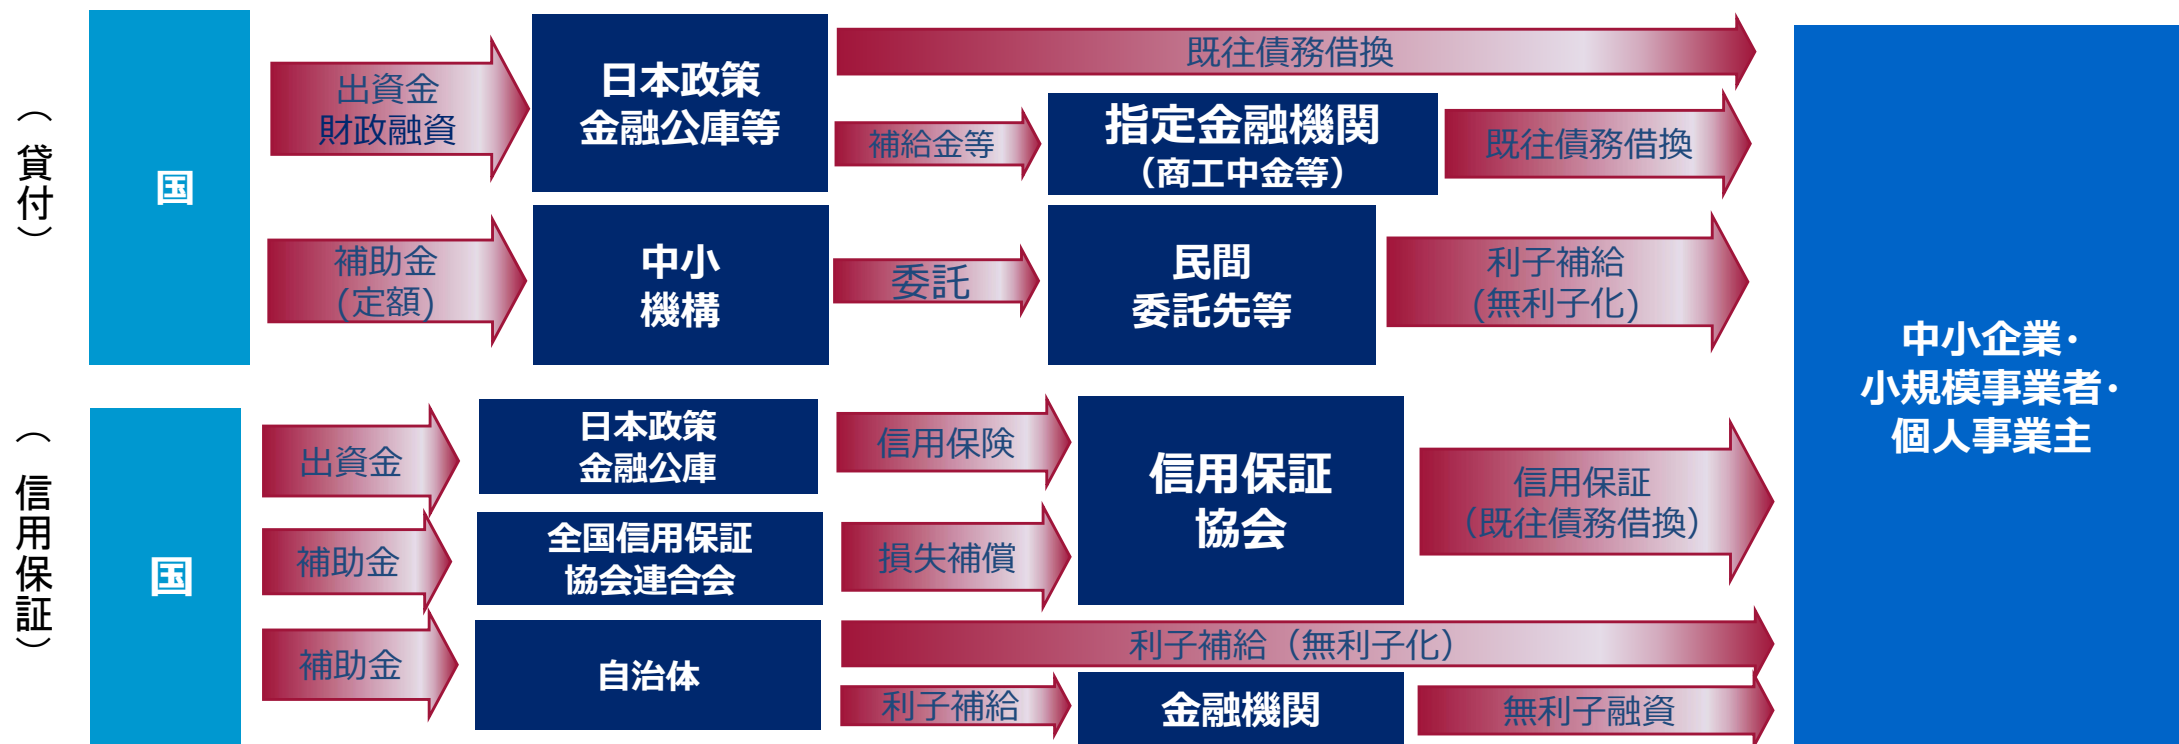 （貸付）
国
出資金
財政融資
日本政策
金融公庫等
既往債務借換
補給金等
指定金融機関
（商工中金等）
既往債務借換
補助金
(定額)
中小
機構
委託
民間
委託先等
利子補給
(無利子化)
中小企業･
小規模事業者･
個人事業主
（信用保証）
国
出資金
日本政策
金融公庫
信用保険
信用保証
協会
信用保証
（既往債務借換）
補助金
全国信用保証
協会連合会
損失補償
補助金
自治体
利子補給（無利子化）
利子補給
金融機関
無利子融資